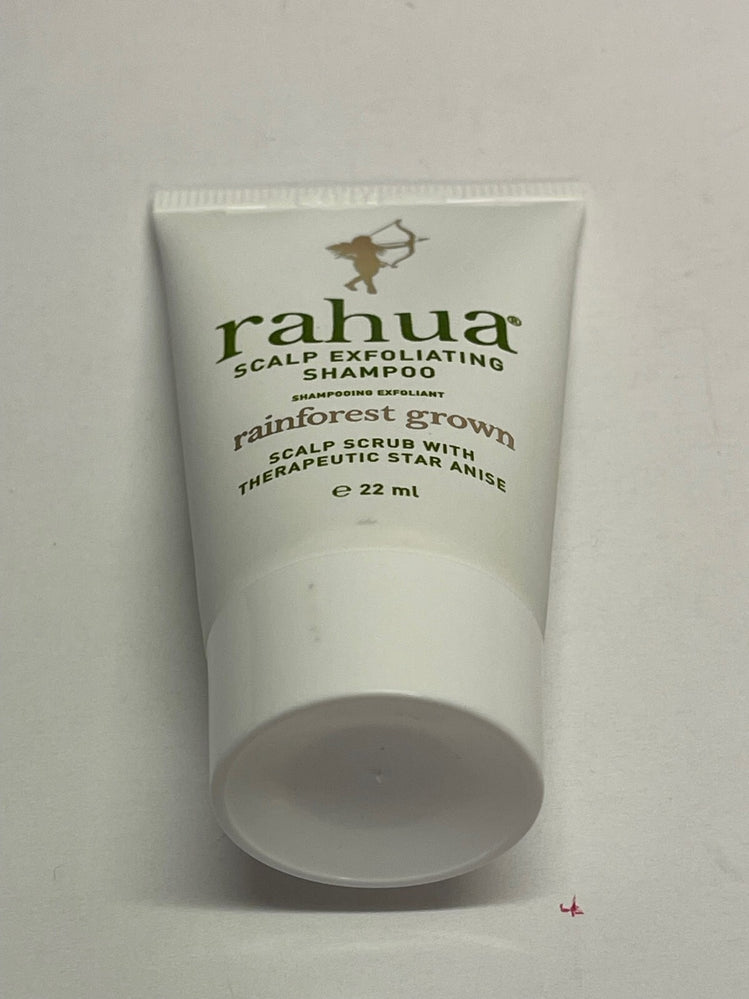 rahua®
SCALP EXFOLIATING
SHAMPOO
SHAMPOOING EXFOLIANT
rainforest grown
SCALP SCRUB WITH
THERAPEUTIC STAR ANISE
℮ 22 ml